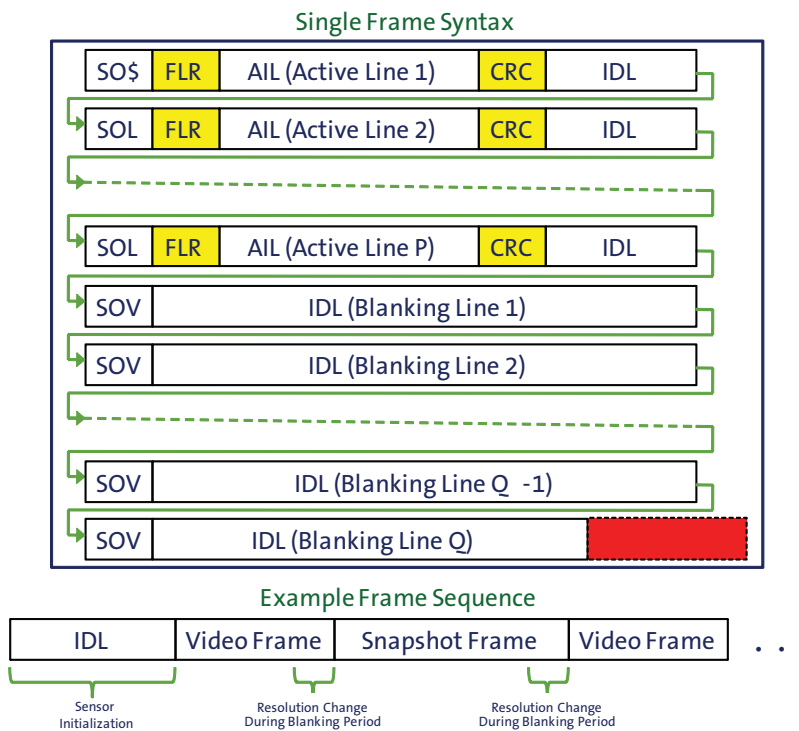 Single Frame Syntax
SO$ FLR AIL (Active Line 1) CRC IDL
SOL FLR AIL (Active Line 2) CRC IDL
SOL FLR AIL (Active Line P) CRC IDL
SOV IDL (Blanking Line 1)
SOV IDL (Blanking Line 2)
SOV IDL (Blanking Line Q -1)
SOV IDL (Blanking Line Q)
Example Frame Sequence
IDL Video Frame Snapshot Frame Video Frame . .
Sensor
Initialization
Resolution Change
During Blanking Period
Resolution Change
During Blanking Period